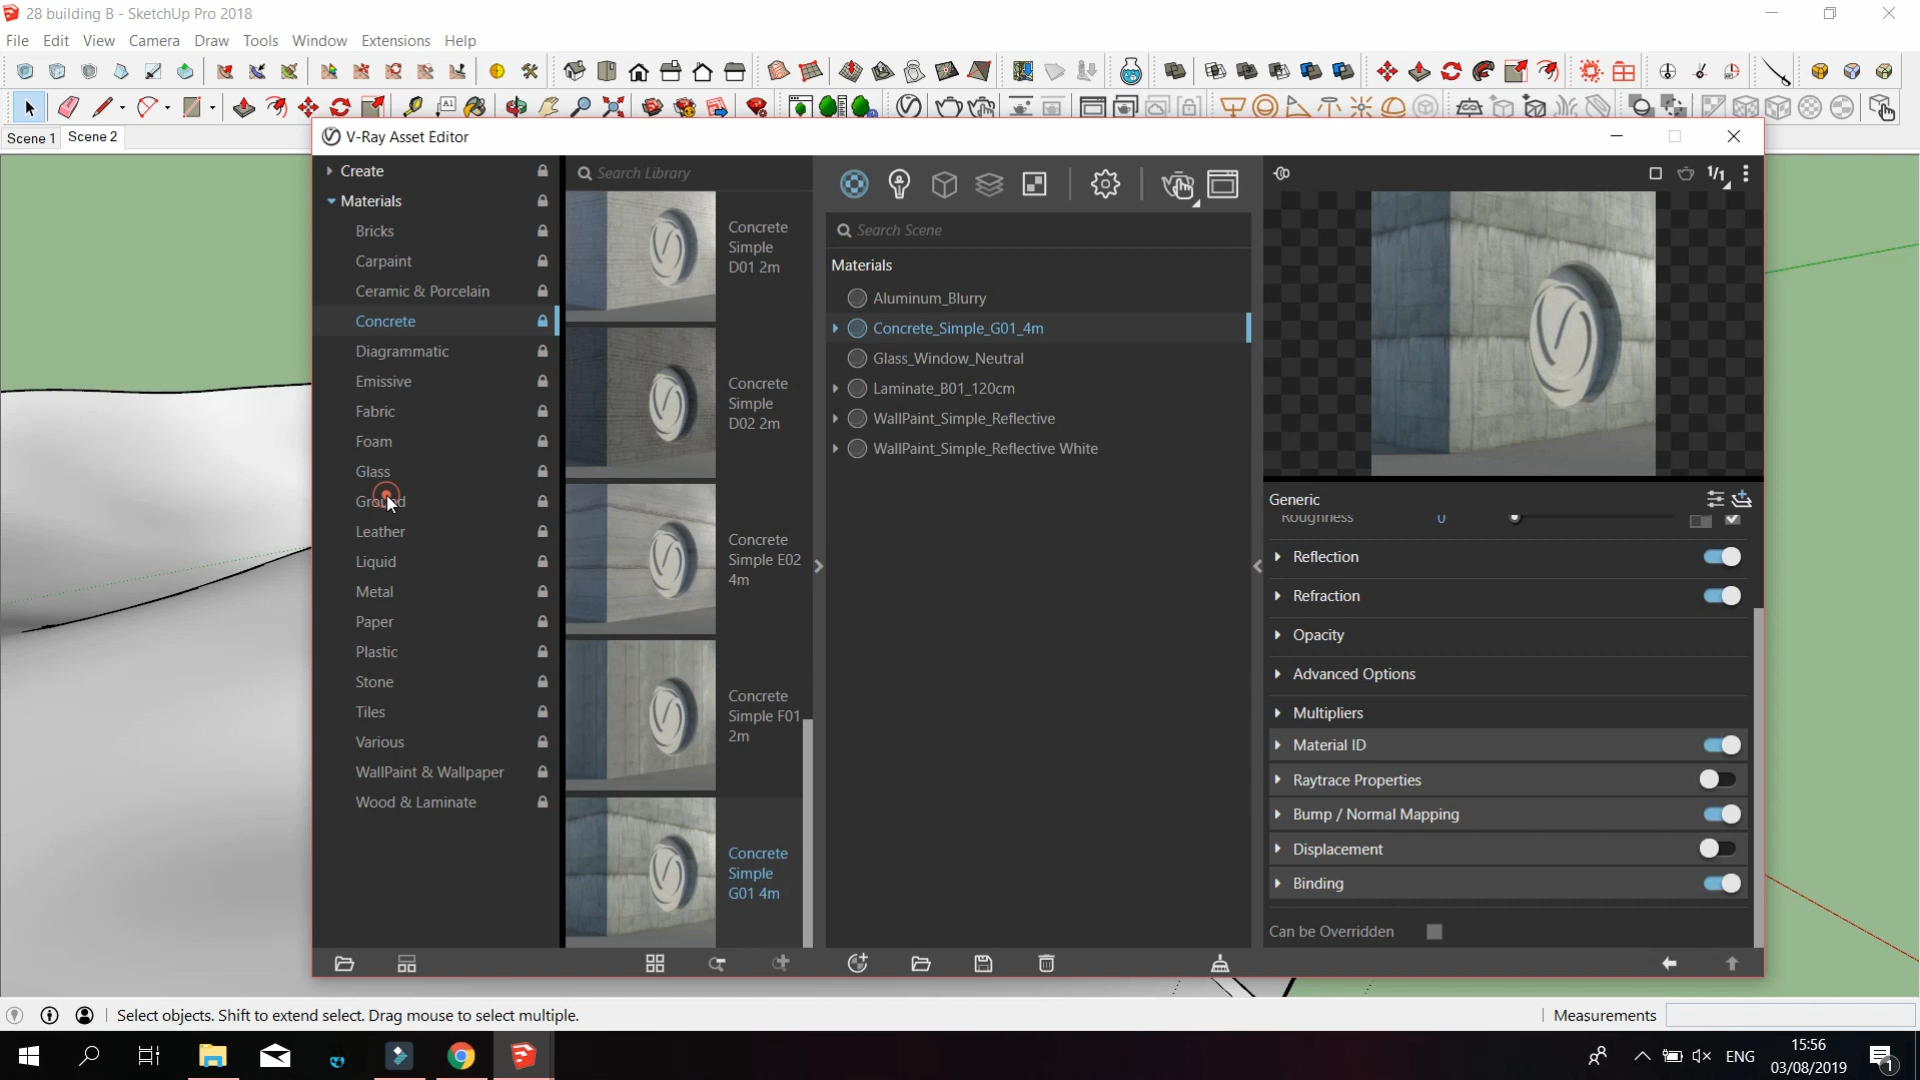 28 building B - SketchUp Pro 2018
File Edit View Camera Draw Tools Window Extensions Help
Scene 1 Scene 2
V-Ray Asset Editor
Create
Materials
Bricks
Carpaint
Ceramic & Porcelain
Concrete
Diagrammatic
Emissive
Fabric
Foam
Glass
Ground
Leather
Liquid
Metal
Paper
Plastic
Stone
Tiles
Various
WallPaint & Wallpaper
Wood & Laminate
Search Library
Concrete
Simple
D01 2m
Concrete
Simple
D02 2m
Concrete
Simple E02
4m
Concrete
Simple F01
2m
Concrete
Simple
G01 4m
Search Scene
Materials
Aluminum_Blurry
Concrete_Simple_G01_4m
Glass_Window_Neutral
Laminate_B01_120cm
WallPaint_Simple_Reflective
WallPaint_Simple_Reflective White
1/1
Generic
Roughness 0
Reflection
Refraction
Opacity
Advanced Options
Multipliers
Material ID
Raytrace Properties
Bump / Normal Mapping
Displacement
Binding
Can be Overridden
Select objects. Shift to extend select. Drag mouse to select multiple.
Measurements
ENG
15:56
03/08/2019
1